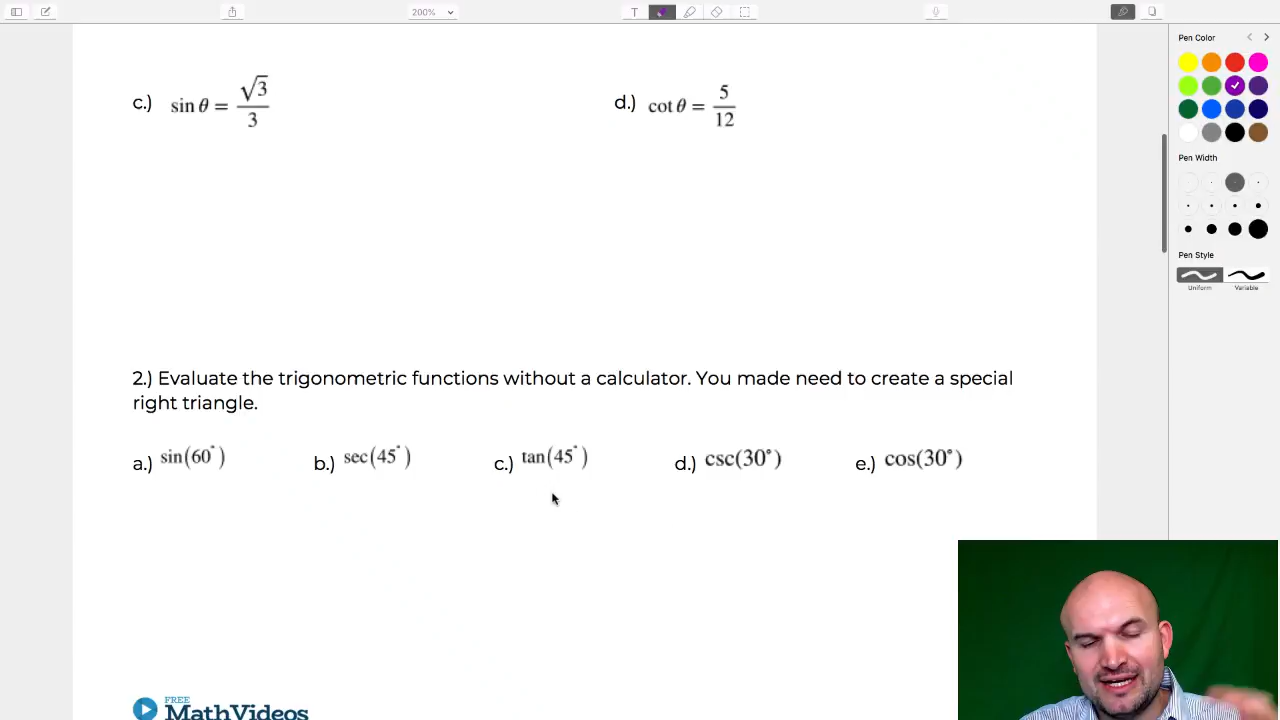 200%
T
Pen Color
c.) sin θ = √3/3
d.) cot θ = 5/12
Pen Width
Pen Style
Uniform
Variable
2.) Evaluate the trigonometric functions without a calculator. You made need to create a special
right triangle.
a.) sin(60°)
b.) sec(45°)
c.) tan(45°)
d.) csc(30°)
e.) cos(30°)
FREE
MathVideos